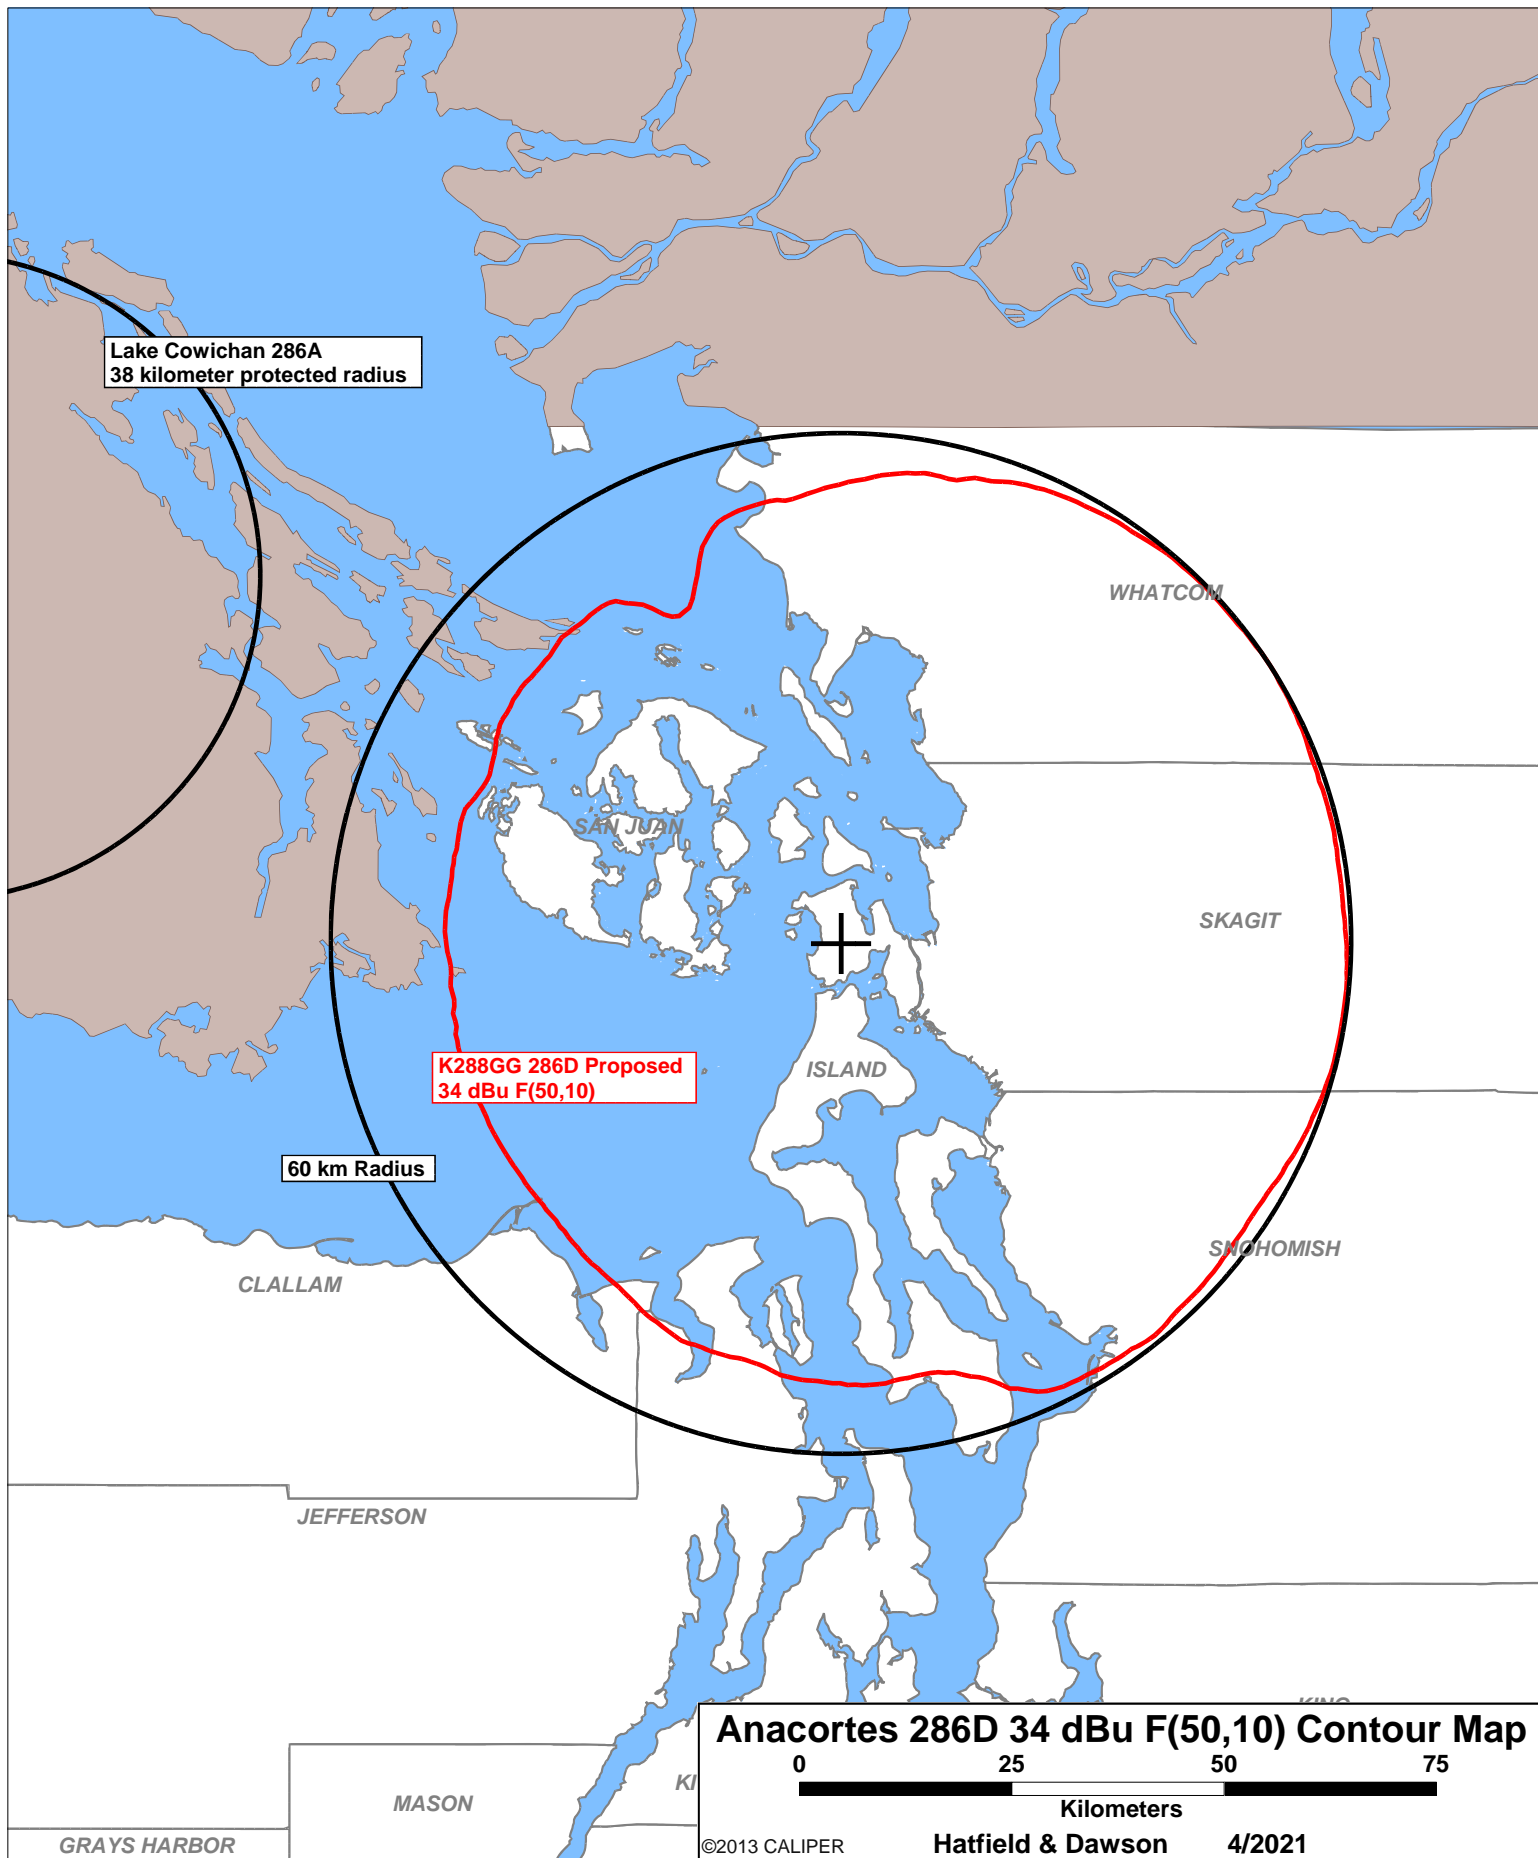 Lake Cowichan 286A
38 kilometer protected radius
WHATCOM
SAN JUAN
SKAGIT
K288GG 286D Proposed
34 dBu F(50,10)
ISLAND
60 km Radius
SNOHOMISH
CLALLAM
JEFFERSON
KING
Anacortes 286D 34 dBu F(50,10) Contour Map
0 25 50 75
KI
MASON
Kilometers
GRAYS HARBOR
©2013 CALIPER
Hatfield & Dawson 4/2021